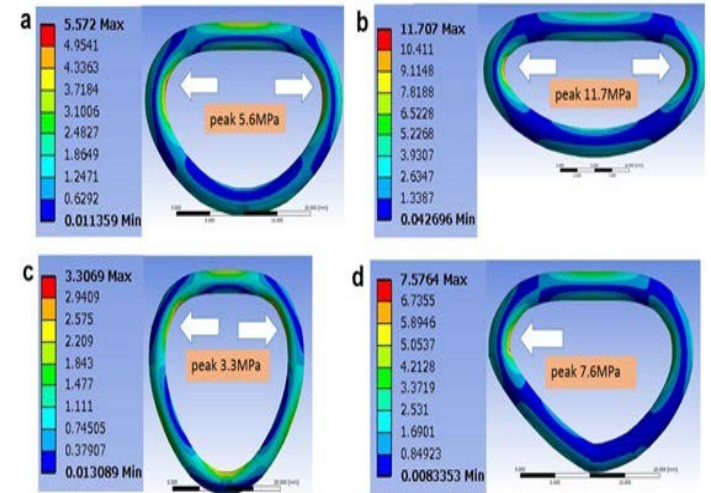 a
5.572 Max
4.9541
4.3363
3.7184
3.1006
2.4827
1.8649
1.2471
0.6292
0.011359 Min
peak 5.6MPa
b
11.707 Max
10.411
9.1148
7.8188
6.5228
5.2268
3.9307
2.6347
1.3387
0.042696 Min
peak 11.7MPa
c
3.3069 Max
2.9409
2.575
2.209
1.843
1.477
1.111
0.74505
0.37907
0.013089 Min
peak 3.3MPa
d
7.5764 Max
6.7355
5.8946
5.0537
4.2128
3.3719
2.531
1.6901
0.84923
0.0083353 Min
peak 7.6MPa